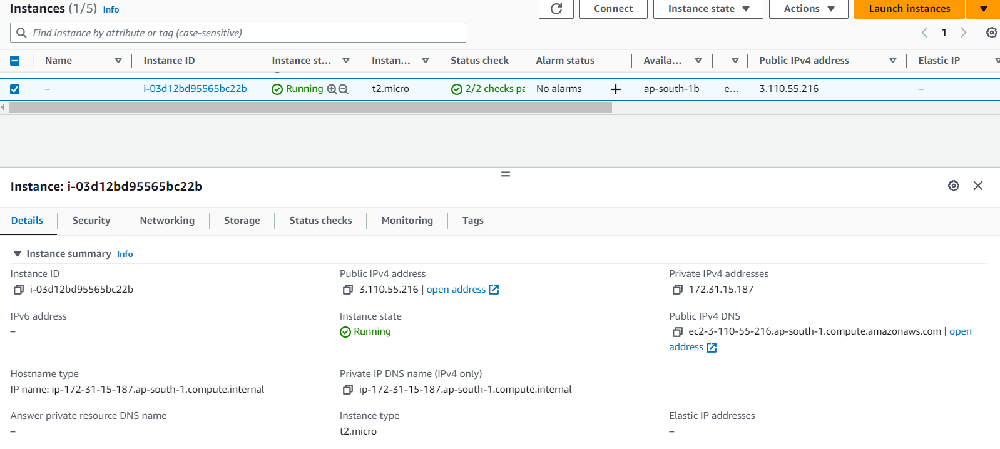 Instances (1/5) Info Connect Instance state Actions Launch instances
Find instance by attribute or tag (case-sensitive) 1
Name Instance ID Instance st... Instan... Status check Alarm status Availa... Public IPv4 address Elastic IP
– i-03d12bd95565bc22b Running t2.micro 2/2 checks pa No alarms + ap-south-1b e... 3.110.55.216 –
Instance: i-03d12bd95565bc22b
Details Security Networking Storage Status checks Monitoring Tags
Instance summary Info
Instance ID Public IPv4 address Private IPv4 addresses
i-03d12bd95565bc22b 3.110.55.216 | open address 172.31.15.187
IPv6 address Instance state Public IPv4 DNS
– Running ec2-3-110-55-216.ap-south-1.compute.amazonaws.com | open
address
Hostname type Private IP DNS name (IPv4 only)
IP name: ip-172-31-15-187.ap-south-1.compute.internal ip-172-31-15-187.ap-south-1.compute.internal
Answer private resource DNS name Instance type Elastic IP addresses
– t2.micro –